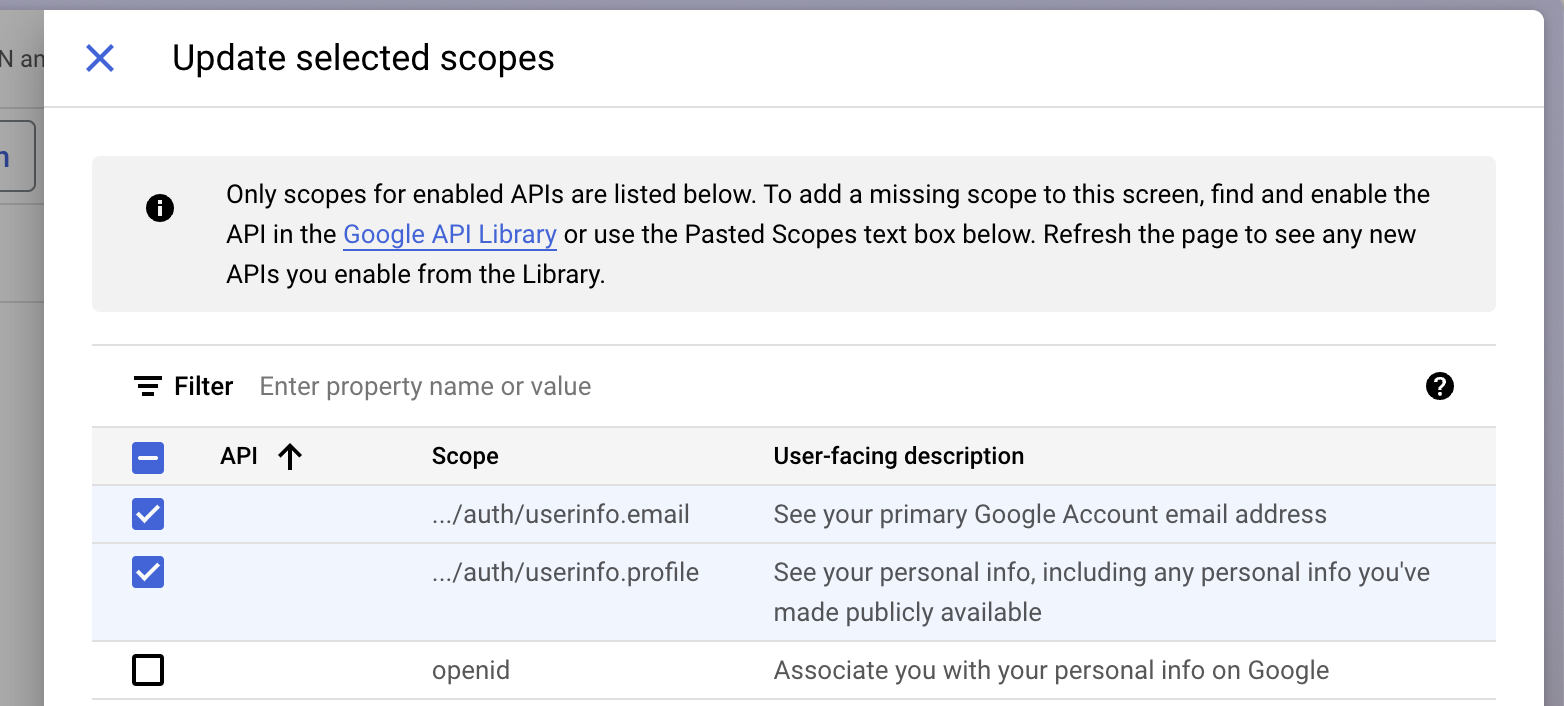 N an
Update selected scopes
n
Only scopes for enabled APIs are listed below. To add a missing scope to this screen, find and enable the
API in the Google API Library or use the Pasted Scopes text box below. Refresh the page to see any new
APIs you enable from the Library.
Filter Enter property name or value
API Scope User-facing description
.../auth/userinfo.email See your primary Google Account email address
.../auth/userinfo.profile See your personal info, including any personal info you've
made publicly available
openid Associate you with your personal info on Google